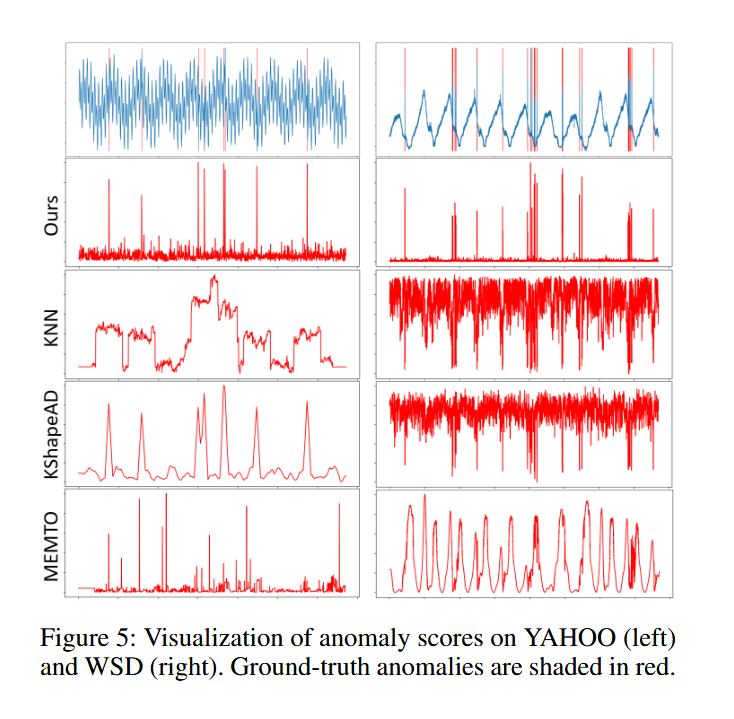 Ours
KNN
KShapeAD
MEMTO
Figure 5: Visualization of anomaly scores on YAHOO (left)
and WSD (right). Ground-truth anomalies are shaded in red.